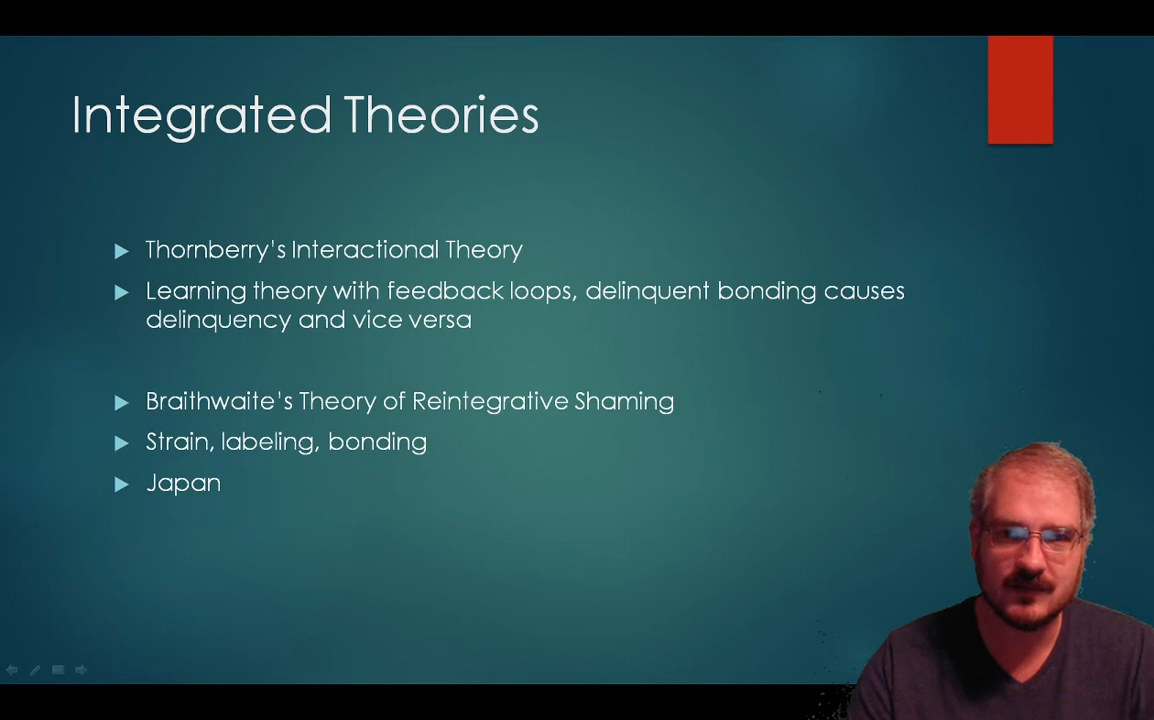 Integrated Theories
Thornberry's Interactional Theory
Learning theory with feedback loops, delinquent bonding causes
delinquency and vice versa
Braithwaite's Theory of Reintegrative Shaming
Strain, labeling, bonding
Japan